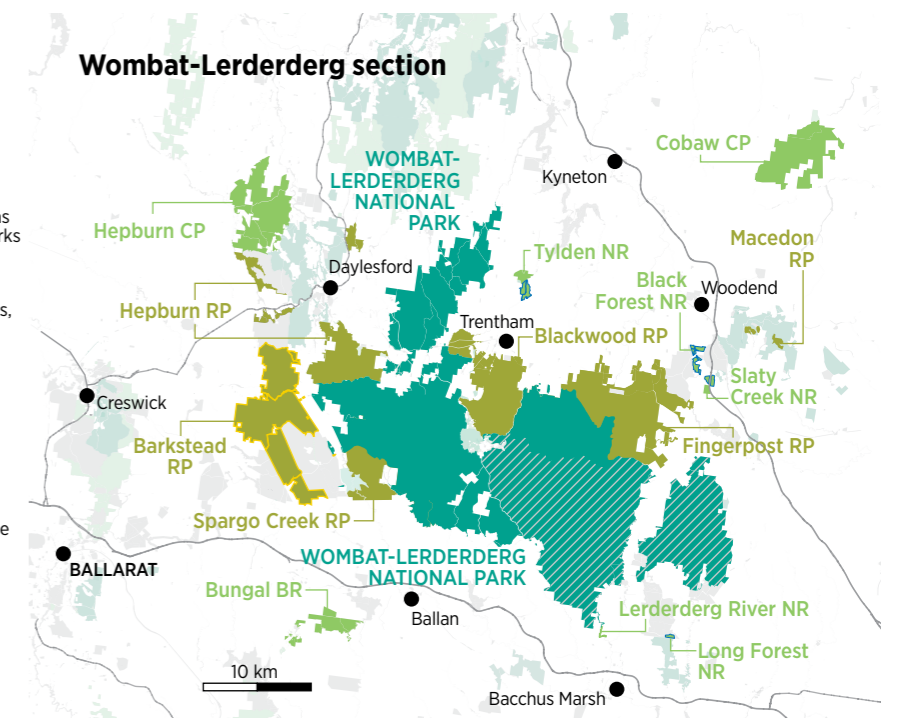 Wombat-Lerderderg section
Cobaw CP
WOMBAT-
LERDERDERG
NATIONAL
PARK
Kyneton
Hepburn CP
s
rks
Macedon
RP
Tylden NR
Daylesford
Black
Forest NR
Woodend
Hepburn RP
s,
Trentham
Blackwood RP
Slaty
Creek NR
Creswick
Barkstead
RP
Fingerpost RP
Spargo Creek RP
e
WOMBAT-LERDERDERG
NATIONAL PARK
BALLARAT
Bungal BR
Ballan
Lerderderg River NR
Long Forest
NR
10 km
Bacchus Marsh